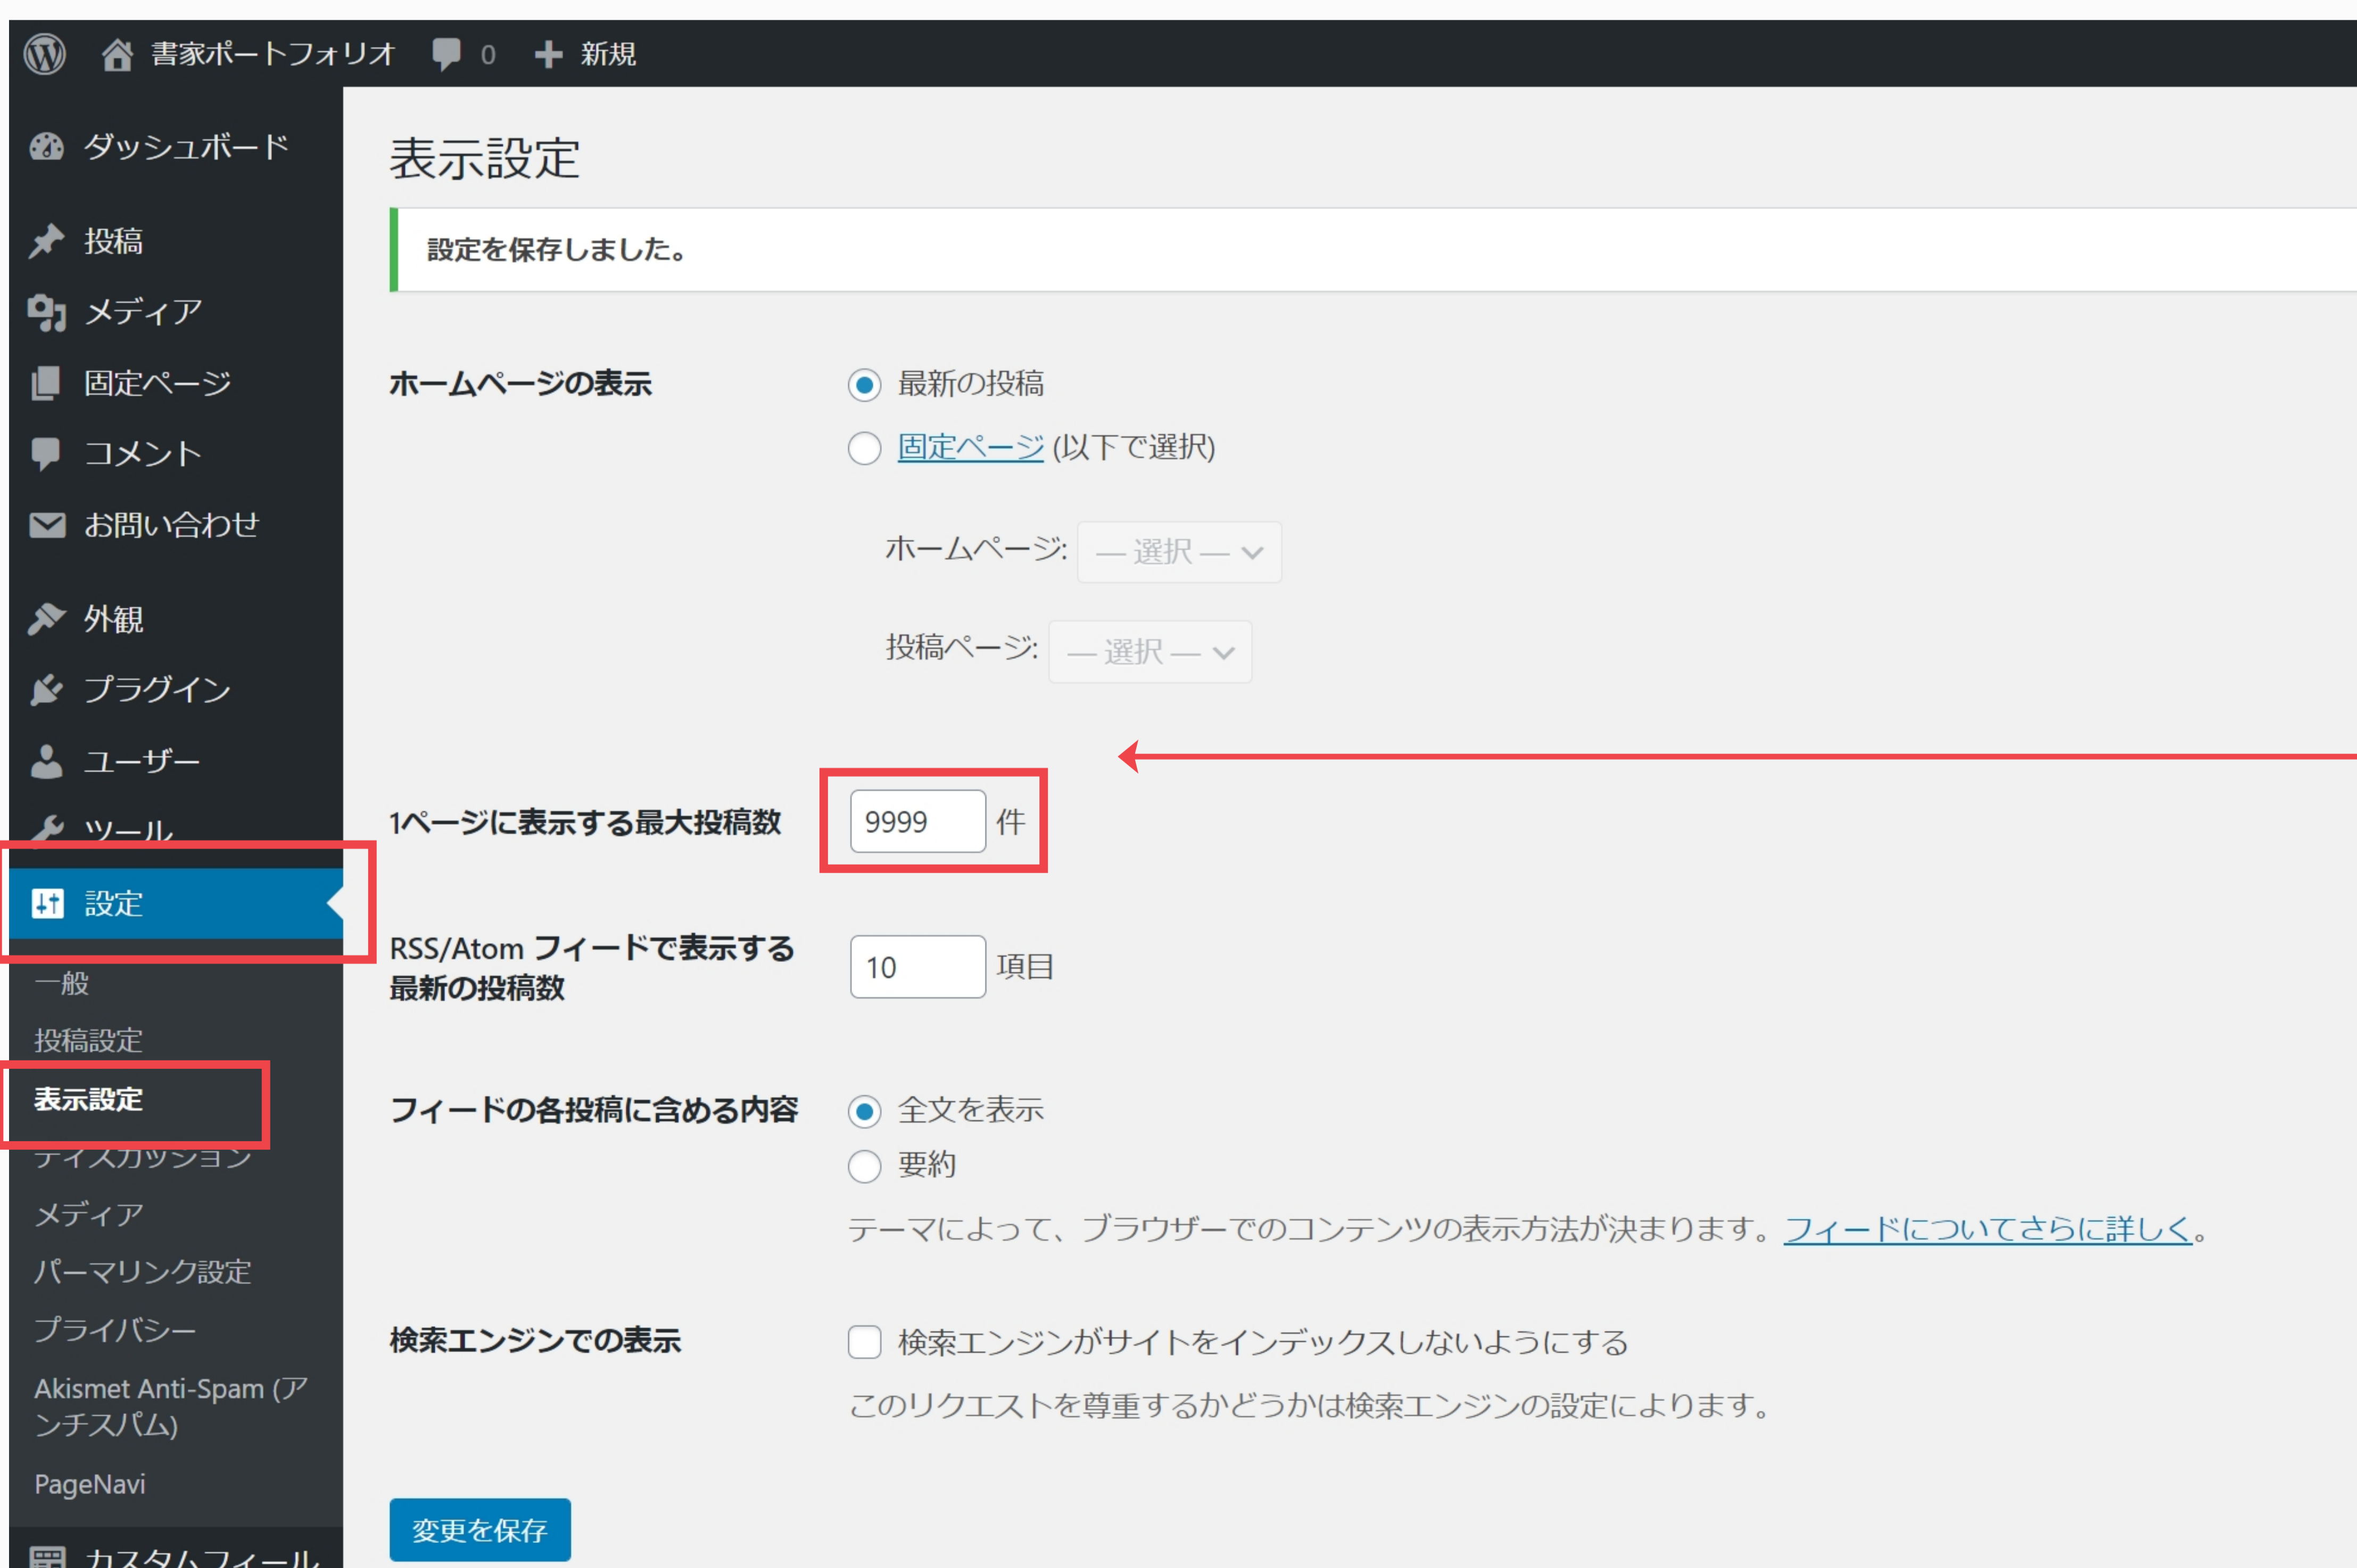 書家ポートフォリオ 0 新規
ダッシュボード
投稿
メディア
固定ページ
コメント
お問い合わせ
外観
プラグイン
ユーザー
ツール
設定
一般
投稿設定
表示設定
ディスカッション
メディア
パーマリンク設定
プライバシー
Akismet Anti-Spam (ア
ンチスパム)
PageNavi
カスタムフィール
表示設定
設定を保存しました。
ホームページの表示
最新の投稿
固定ページ (以下で選択)
ホームページ: — 選択 —
投稿ページ: — 選択 —
1ページに表示する最大投稿数 9999 件
RSS/Atom フィードで表示する
最新の投稿数
10 項目
フィードの各投稿に含める内容
全文を表示
要約
テーマによって、ブラウザーでのコンテンツの表示方法が決まります。フィードについてさらに詳しく。
検索エンジンでの表示
検索エンジンがサイトをインデックスしないようにする
このリクエストを尊重するかどうかは検索エンジンの設定によります。
変更を保存